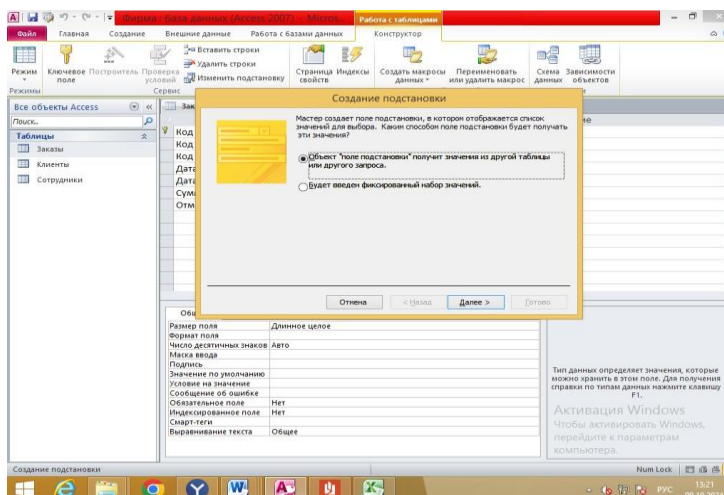 Фирма : база данных (Access 2007) - Micros...
Работа с таблицами
Файл Главная Создание Внешние данные Работа с базами данных Конструктор
Вставить строки
Удалить строки
Изменить подстановку
Режим Ключевое поле Построитель Проверка условий Страница свойств Индексы Создать макросы данных Переименовать или удалить макрос Схема данных Зависимости объектов
Режимы Сервис
Все объекты Access
Поиск...
Таблицы
Заказы
Клиенты
Сотрудники
Зак
Код
Код
Код
Дата
Дата
Сум
Отм
ие
Создание подстановки
Мастер создает поле подстановки, в котором отображается список
значений для выбора. Каким способом поле подстановки будет получать
эти значения?
Объект "поле подстановки" получит значения из другой таблицы
или другого запроса.
Будет введен фиксированный набор значений.
Отмена < Назад Далее > Готово
Общ
Размер поля Длинное целое
Формат поля
Число десятичных знаков Авто
Маска ввода
Подпись
Значение по умолчанию
Условие на значение
Сообщение об ошибке
Обязательное поле Нет
Индексированное поле Нет
Смарт-теги
Выравнивание текста Общее
Тип данных определяет значения, которые
можно хранить в этом поле. Для получения
справки по типам данных нажмите клавишу
F1.
Активация Windows
Чтобы активировать Windows,
перейдите к параметрам
компьютера.
Создание подстановки Num Lock
РУС 13:21